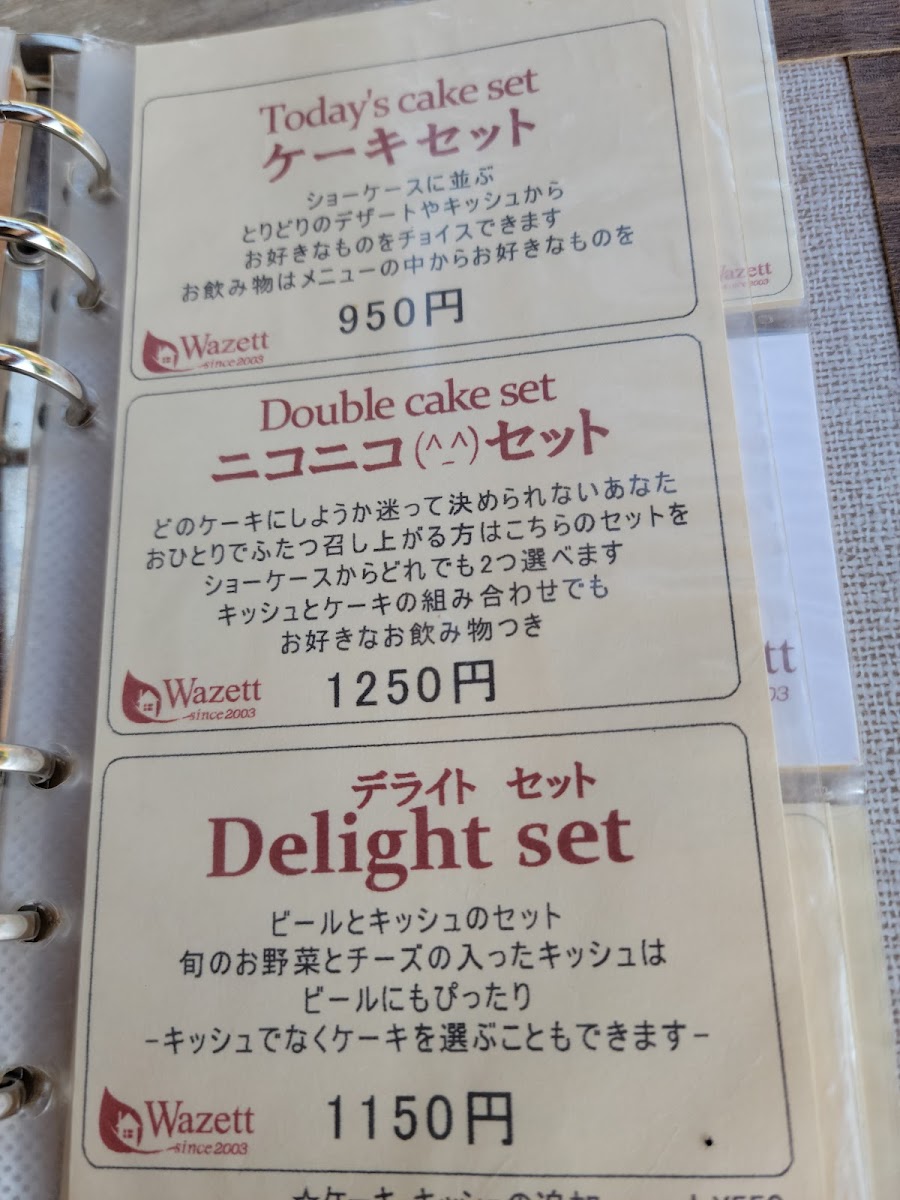 Today's cake set
ケーキセット
ショーケースに並ぶ
とりどりのデザートやキッシュから
お好きなものをチョイスできます
お飲み物はメニューの中からお好きなものを
950円
Wazett
since2003
Double cake set
ニコニコ(^_^)セット
どのケーキにしようか迷って決められないあなた
おひとりでふたつ召し上がる方はこちらのセットを
ショーケースからどれでも2つ選べます
キッシュとケーキの組み合わせでも
お好きなお飲み物つき
1250円
Wazett
since2003
デライト セット
Delight set
ビールとキッシュのセット
旬のお野菜とチーズの入ったキッシュは
ビールにもぴったり
-キッシュでなくケーキを選ぶこともできます-
1150円
Wazett
since2003